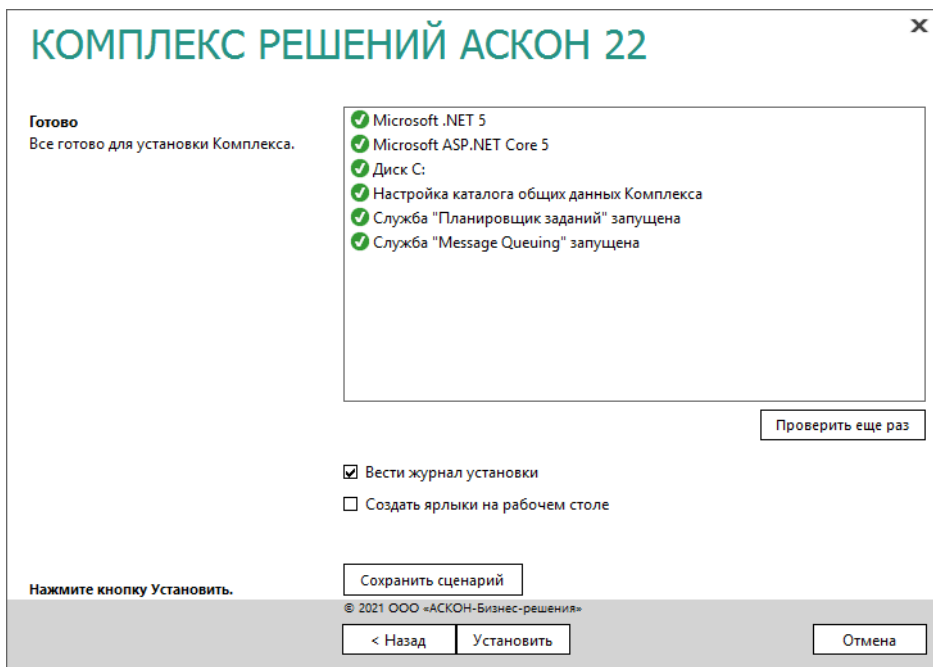 КОМПЛЕКС РЕШЕНИЙ АСКОН 22
Готово
Все готово для установки Комплекса.
Microsoft .NET 5
Microsoft ASP.NET Core 5
Диск C:
Настройка каталога общих данных Комплекса
Служба "Планировщик заданий" запущена
Служба "Message Queuing" запущена
Проверить еще раз
Вести журнал установки
Создать ярлыки на рабочем столе
Нажмите кнопку Установить.
Сохранить сценарий
© 2021 ООО «АСКОН-Бизнес-решения»
< Назад
Установить
Отмена